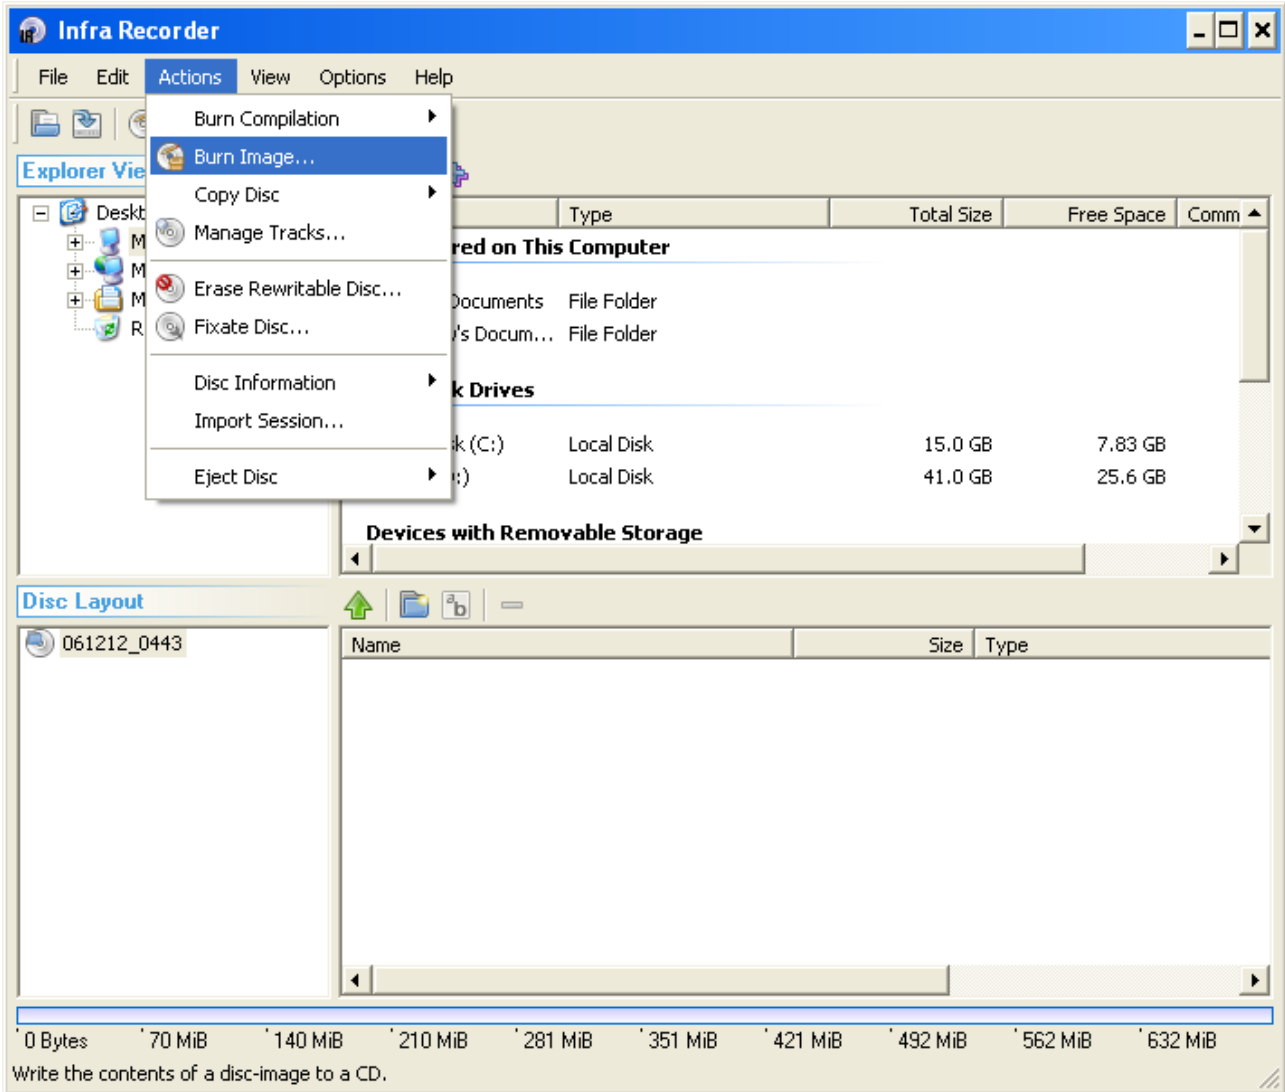 Infra Recorder
File Edit Actions View Options Help
Burn Compilation
Burn Image...
Copy Disc
Manage Tracks...
Erase Rewritable Disc...
Fixate Disc...
Disc Information
Import Session...
Eject Disc
Explorer Vie
Deskt
M
M
M
R
Type Total Size Free Space Comm
red on This Computer
Documents File Folder
's Docum... File Folder
k Drives
sk (C:) Local Disk 15.0 GB 7.83 GB
:) Local Disk 41.0 GB 25.6 GB
Devices with Removable Storage
Disc Layout
061212_0443
Name Size Type
0 Bytes 70 MiB 140 MiB 210 MiB 281 MiB 351 MiB 421 MiB 492 MiB 562 MiB 632 MiB
Write the contents of a disc-image to a CD.